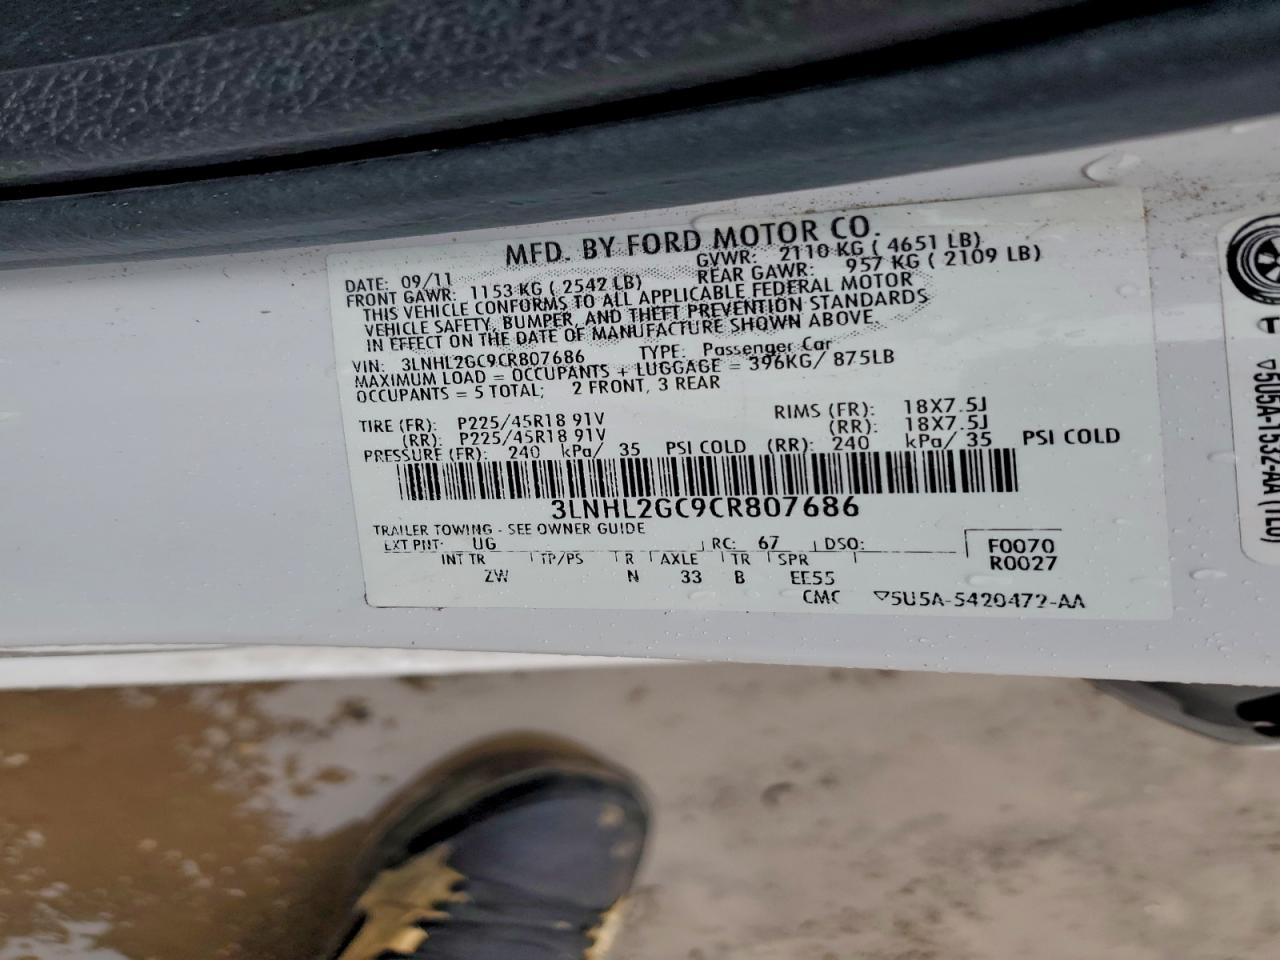 MFD. BY FORD MOTOR CO.
DATE: 09/11 GVWR: 2110 KG ( 4651 LB)
FRONT GAWR: 1153 KG ( 2542 LB) REAR GAWR: 957 KG ( 2109 LB)
THIS VEHICLE CONFORMS TO ALL APPLICABLE FEDERAL MOTOR
VEHICLE SAFETY, BUMPER, AND THEFT PREVENTION STANDARDS
IN EFFECT ON THE DATE OF MANUFACTURE SHOWN ABOVE.
VIN: 3LNHL2GC9CR807686 TYPE: Passenger Car
MAXIMUM LOAD = OCCUPANTS + LUGGAGE = 396KG/ 875LB
OCCUPANTS = 5 TOTAL; 2 FRONT, 3 REAR
TIRE (FR): P225/45R18 91V RIMS (FR): 18X7.5J
(RR): P225/45R18 91V (RR): 18X7.5J
PRESSURE (FR): 240 kPa/ 35 PSI COLD (RR): 240 kPa/ 35 PSI COLD
3LNHL2GC9CR807686
TRAILER TOWING - SEE OWNER GUIDE
EXT PNT: UG RC: 67 DSO: F0070
INT TR TP/PS R AXLE TR SPR R0027
ZW N 33 B EE55
CMC ▽5U5A-5420472-AA
▽5U5A-1532-AA (TLO)